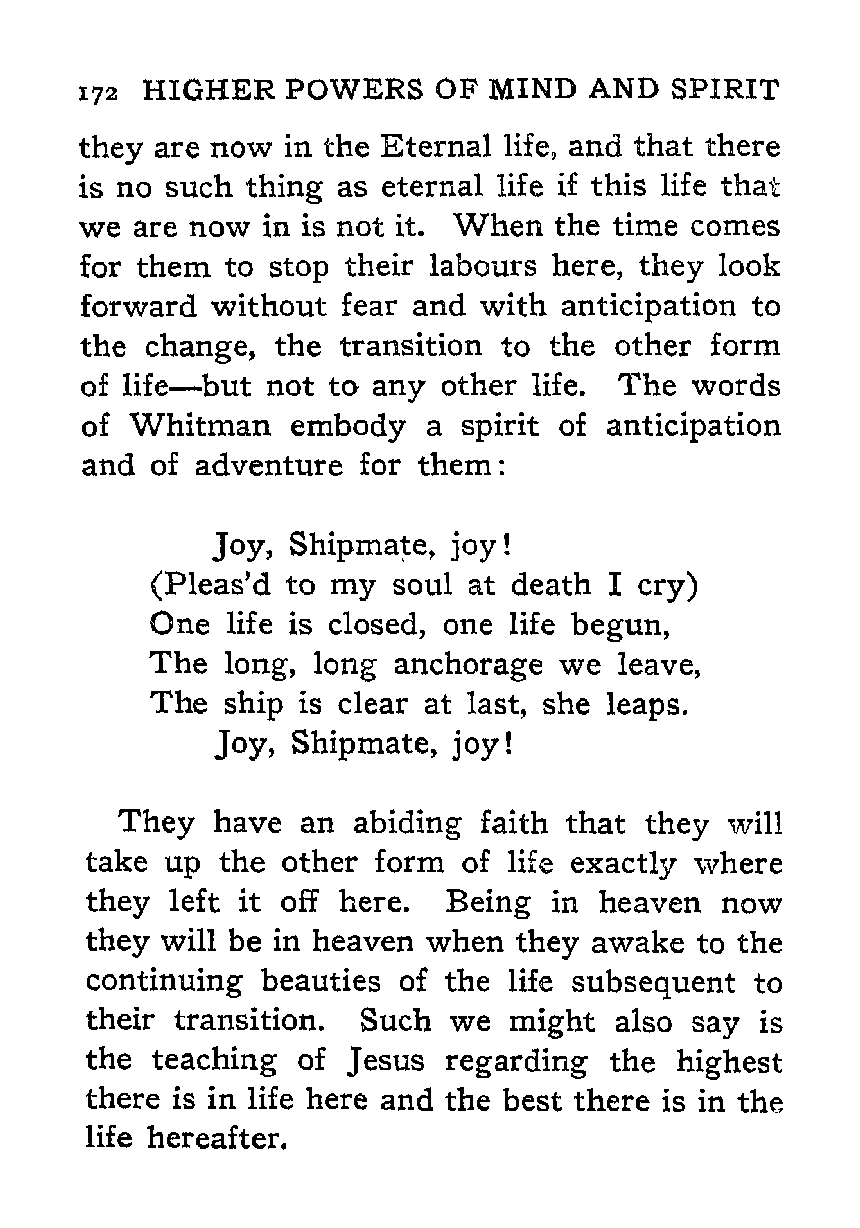 172 HIGHER POWERS OF MIND AND SPIRIT
they are now in the Eternal life, and that there
is no such thing as eternal life if this life that
we are now in is not it. When the time comes
for them to stop their labours here, they look
forward without fear and with anticipation to
the change, the transition to the other form
of life—but not to any other life. The words
of Whitman embody a spirit of anticipation
and of adventure for them:
Joy, Shipmate, joy!
(Pleas'd to my soul at death I cry)
One life is closed, one life begun,
The long, long anchorage we leave,
The ship is clear at last, she leaps.
Joy, Shipmate, joy!
They have an abiding faith that they will
take up the other form of life exactly where
they left it off here. Being in heaven now
they will be in heaven when they awake to the
continuing beauties of the life subsequent to
their transition. Such we might also say is
the teaching of Jesus regarding the highest
there is in life here and the best there is in the
life hereafter.